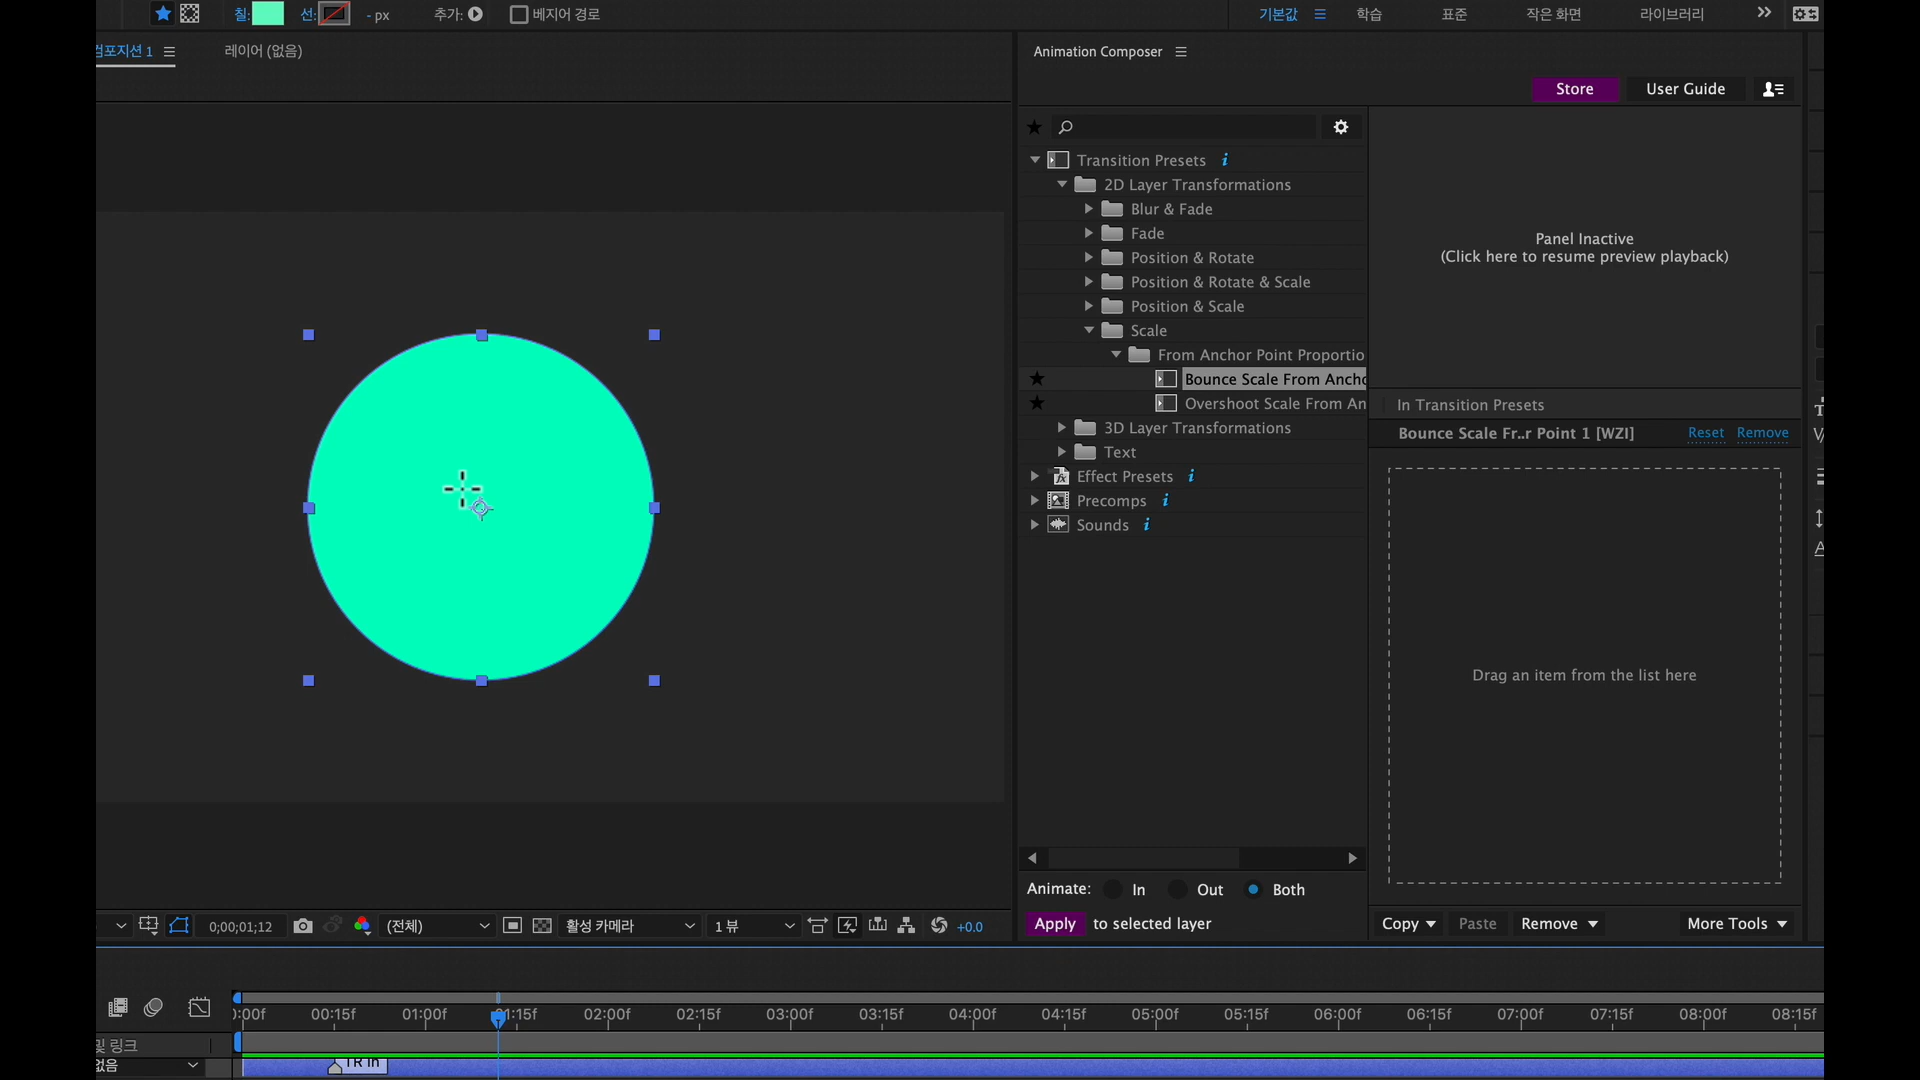 칠:
선:
- px
추가:
베지어 경로
기본값
학습
표준
작은 화면
라이브러리
컴포지션 1
레이어 (없음)
Animation Composer
Store
User Guide
Transition Presets
2D Layer Transformations
Blur & Fade
Fade
Position & Rotate
Position & Rotate & Scale
Position & Scale
Scale
From Anchor Point Proportio
Bounce Scale From Ancho
Overshoot Scale From An
3D Layer Transformations
Text
Effect Presets
Precomps
Sounds
Panel Inactive
(Click here to resume preview playback)
In Transition Presets
Bounce Scale Fr..r Point 1 [WZI]
Reset
Remove
Drag an item from the list here
Animate:
In
Out
Both
Apply
to selected layer
Copy
Paste
Remove
More Tools
0;00;01;12
(전체)
활성 카메라
1 뷰
+0.0
):00f
00:15f
01:00f
01:15f
02:00f
02:15f
03:00f
03:15f
04:00f
04:15f
05:00f
05:15f
06:00f
06:15f
07:00f
07:15f
08:00f
08:15f
및 링크
없음
TR In